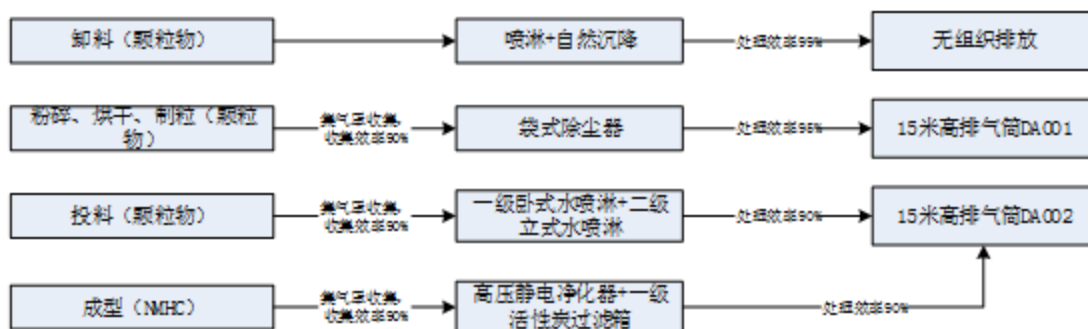 卸料（颗粒物）
喷淋+自然沉降
处理效率99%
无组织排放
粉碎、烘干、制粒（颗粒
物）
集气罩收集，
收集效率90%
袋式除尘器
处理效率95%
15米高排气筒DA001
投料（颗粒物）
集气罩收集，
收集效率90%
一级卧式水喷淋+二级
立式水喷淋
处理效率90%
15米高排气筒DA002
成型（NMHC）
集气罩收集，
收集效率90%
高压静电净化器+一级
活性炭过滤箱
处理效率90%